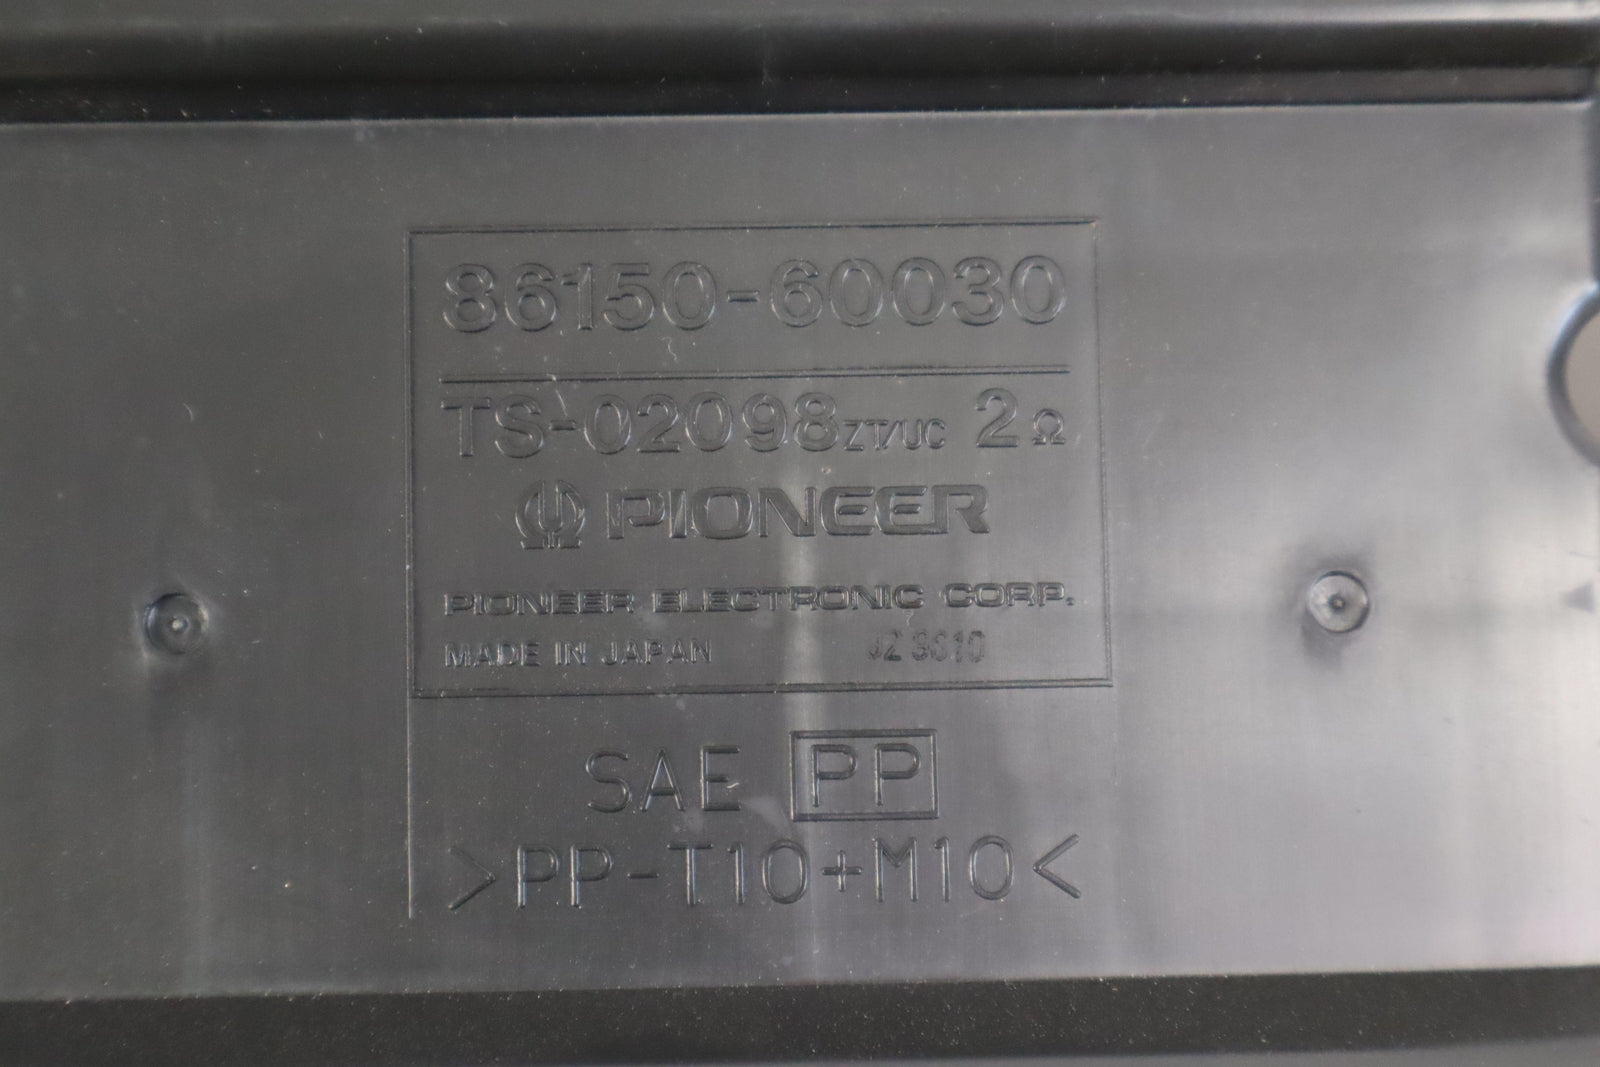 86150-60030
TS-02098ZT/UC 2Ω
PIONEER
PIONEER ELECTRONIC CORP.
MADE IN JAPAN
SAE PP
>PP-T10+M10<